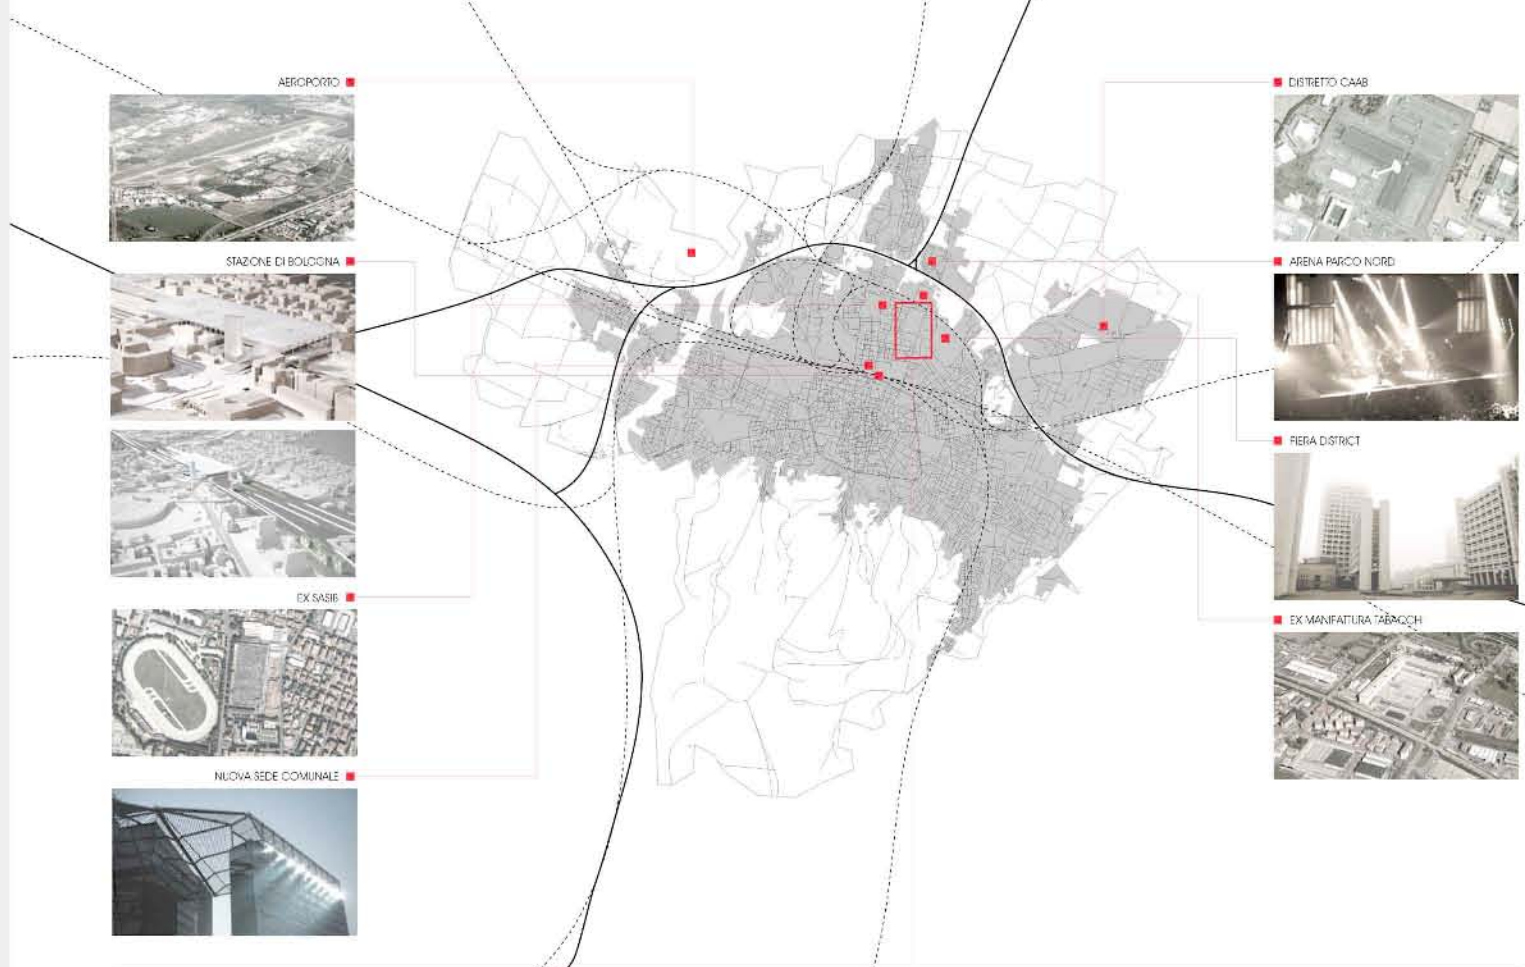 AEROPORTO
STAZIONE DI BOLOGNA
EX SASIB
NUOVA SEDE COMUNALE
DISTRETTO CAAB
ARENA PARCO NORD
FIERA DISTRICT
EX MANIFATTURA TABACCHI